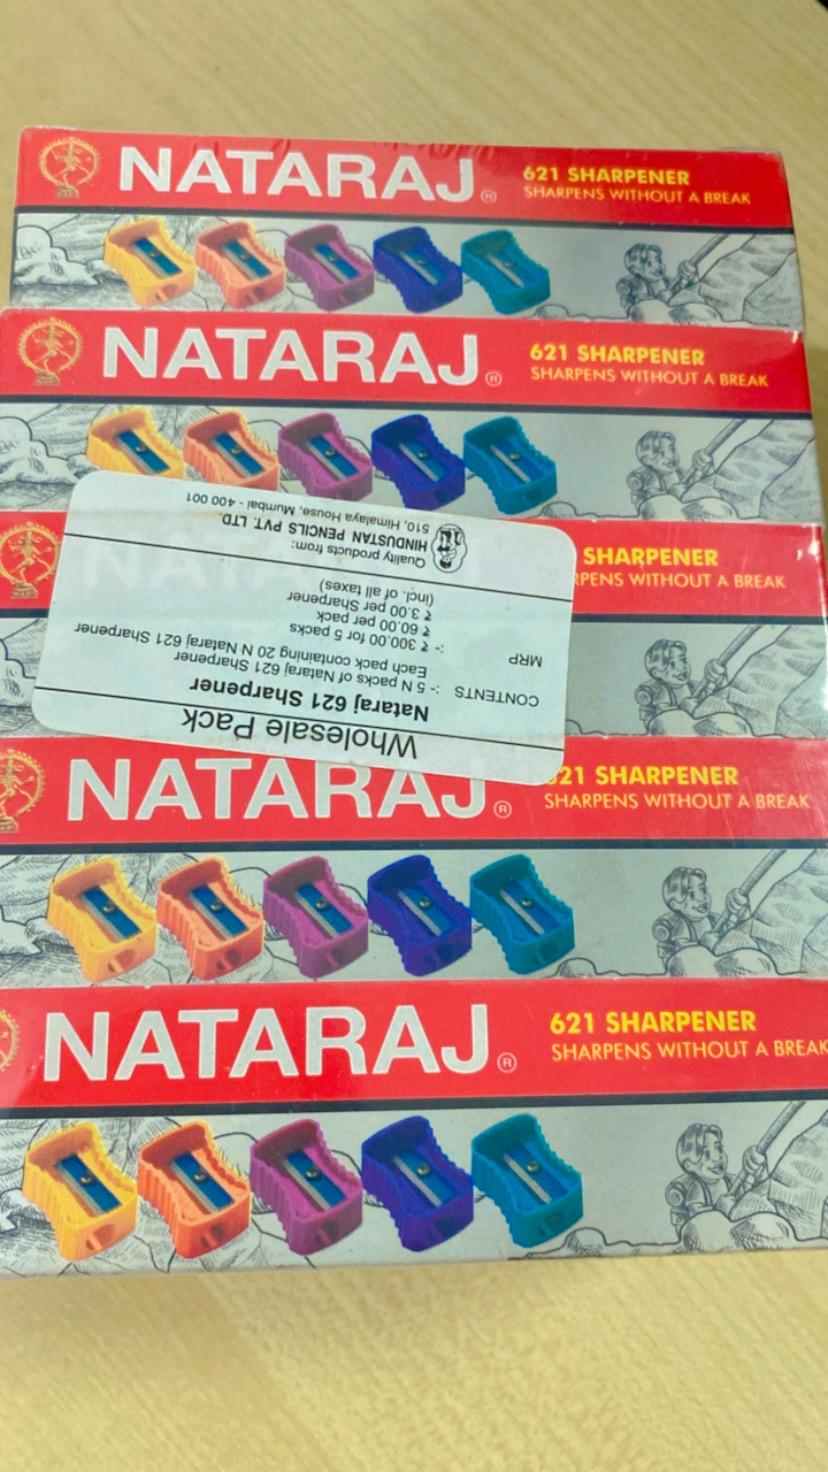 NATARAJ®
621 SHARPENER
SHARPENS WITHOUT A BREAK
NATARAJ®
621 SHARPENER
SHARPENS WITHOUT A BREAK
SHARPENER
RPENS WITHOUT A BREAK
Wholesale Pack
Nataraj 621 Sharpener
CONTENTS :- 5 N packs of Nataraj 621 Sharpener
Each pack containing 20 N Nataraj 621 Sharpener
MRP :- ₹ 300.00 for 5 packs
₹ 60.00 per pack
₹ 3.00 per Sharpener
(incl. of all taxes)
Quality products from:
HINDUSTAN PENCILS PVT. LTD.
510, Himalaya House, Mumbai - 400 001
NATARAJ®
621 SHARPENER
SHARPENS WITHOUT A BREAK
NATARAJ®
621 SHARPENER
SHARPENS WITHOUT A BREAK